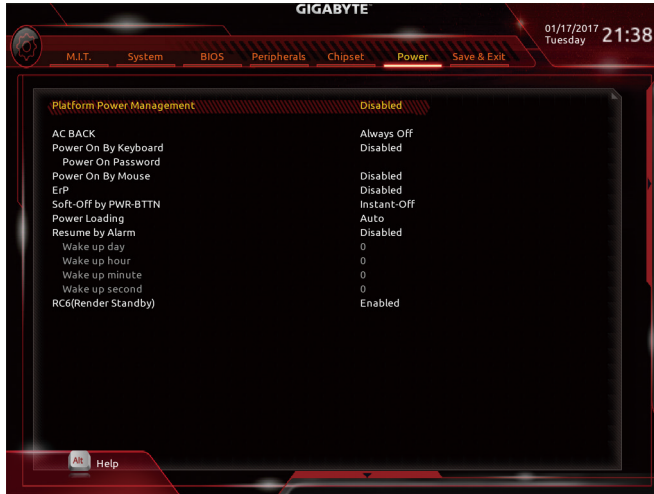 GIGABYTE
01/17/2017 Tuesday 21:38
M.I.T. System BIOS Peripherals Chipset Power Save & Exit
Platform Power Management Disabled
AC BACK Always Off
Power On By Keyboard Disabled
Power On Password
Power On By Mouse Disabled
ErP Disabled
Soft-Off by PWR-BTTN Instant-Off
Power Loading Auto
Resume by Alarm Disabled
Wake up day 0
Wake up hour 0
Wake up minute 0
Wake up second 0
RC6(Render Standby) Enabled
Alt Help